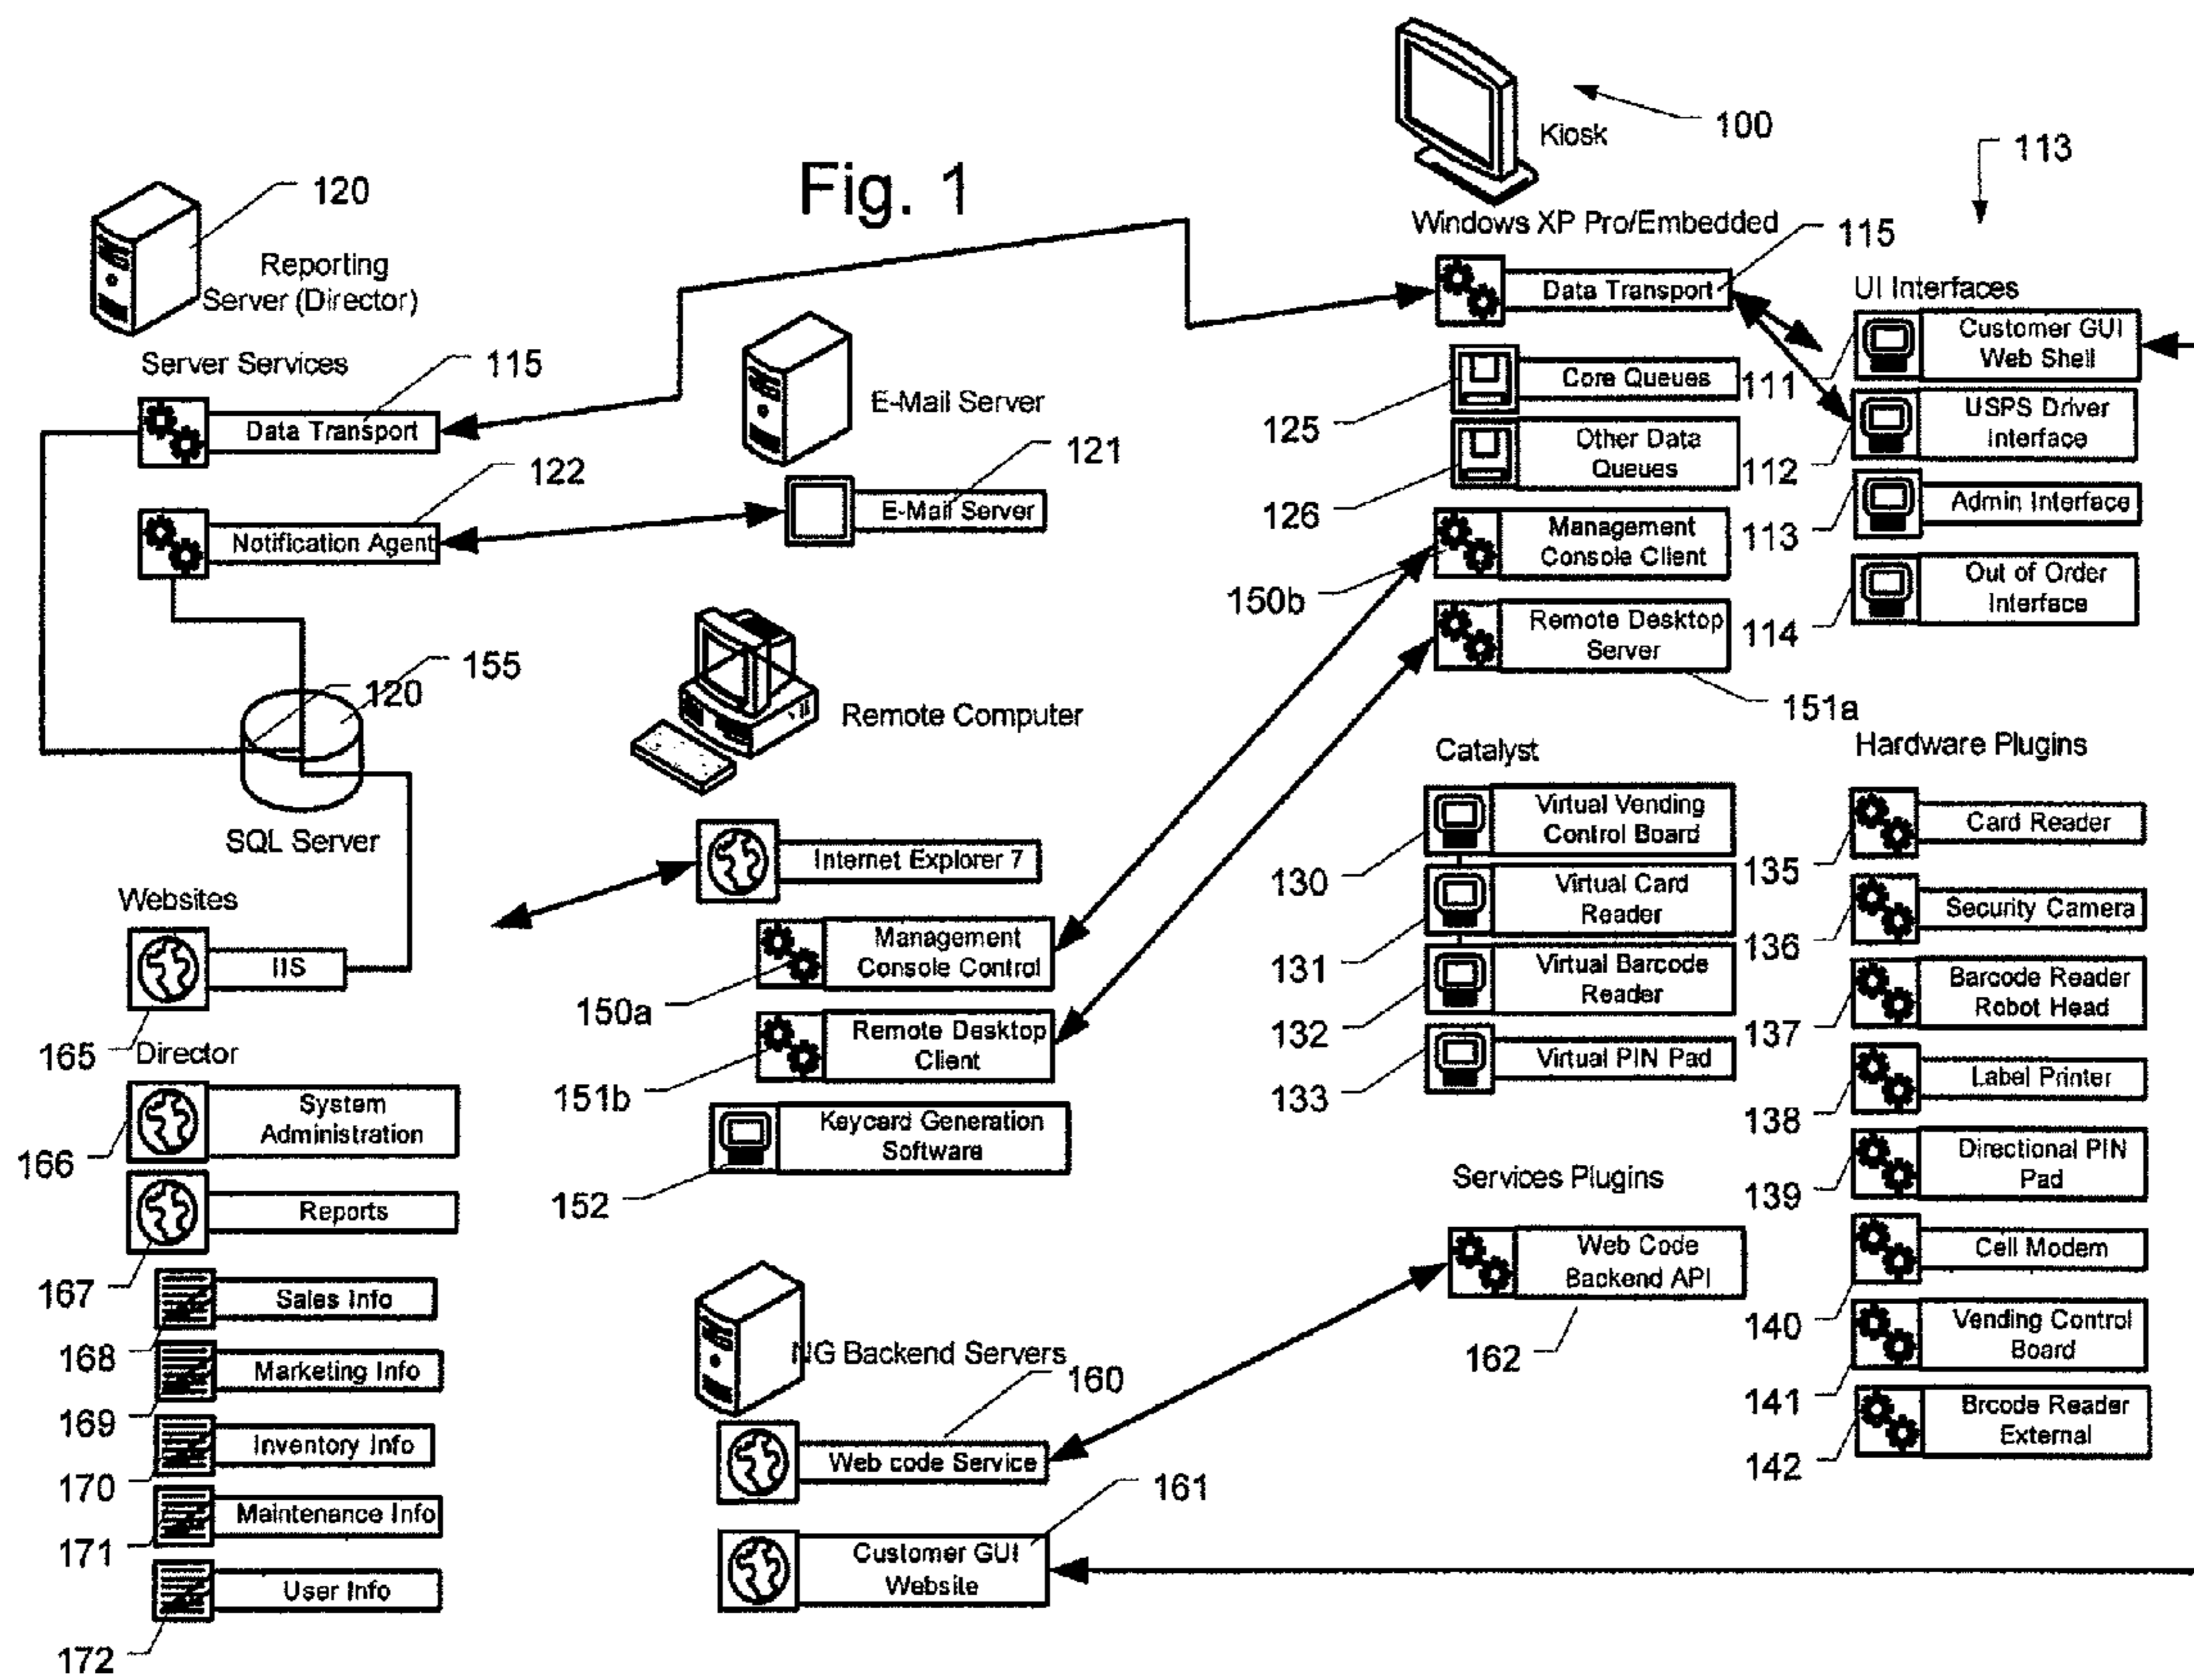 Fig. 1
120
Reporting
Server (Director)
Server Services
115
Data Transport
122
Notification Agent
155
120
SQL Server
Websites
IIS
165
Director
System
Administration
166
Reports
167
Sales Info
168
Marketing Info
169
Inventory Info
170
Maintenance Info
171
User Info
172
E-Mail Server
121
E-Mail Server
Remote Computer
Internet Explorer 7
Management
Console Control
150a
Remote Desktop
Client
151b
Keycard Generation
Software
152
NG Backend Servers
160
Web code Service
161
Customer GUI
Website
100
Kiosk
Windows XP Pro/Embedded
115
Data Transport
Core Queues
125
Other Data
Queues
126
Management
Console Client
150b
Remote Desktop
Server
151a
Catalyst
Virtual Vending
Control Board
130
Virtual Card
Reader
131
Virtual Barcode
Reader
132
Virtual PIN Pad
133
Services Plugins
Web Code
Backend API
162
113
UI Interfaces
Customer GUI
Web Shell
111
USPS Driver
Interface
112
Admin Interface
113
Out of Order
Interface
114
Hardware Plugins
Card Reader
135
Security Camera
136
Barcode Reader
Robot Head
137
Label Printer
138
Directional PIN
Pad
139
Cell Modem
140
Vending Control
Board
141
Brcode Reader
External
142